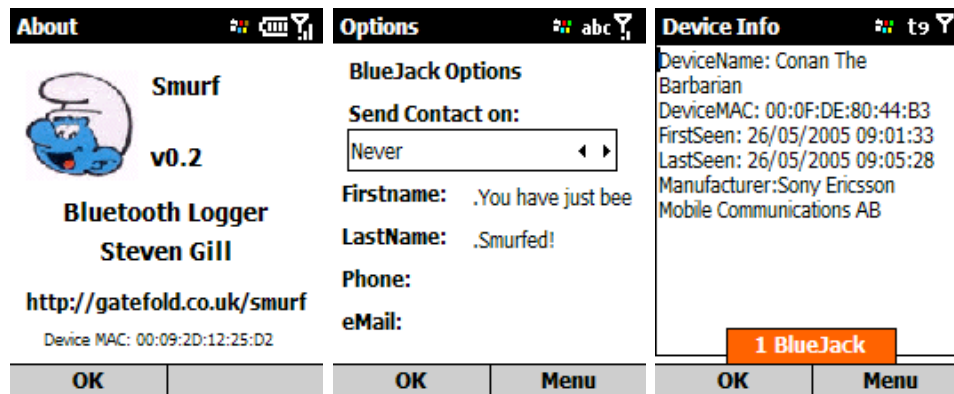 About
Smurf
v0.2
Bluetooth Logger
Steven Gill
http://gatefold.co.uk/smurf
Device MAC: 00:09:2D:12:25:D2
OK
Options abc
BlueJack Options
Send Contact on:
Never
Firstname: .You have just bee
LastName: .Smurfed!
Phone:
eMail:
OK Menu
Device Info t9
DeviceName: Conan The
Barbarian
DeviceMAC: 00:0F:DE:80:44:B3
FirstSeen: 26/05/2005 09:01:33
LastSeen: 26/05/2005 09:05:28
Manufacturer:Sony Ericsson
Mobile Communications AB
1 BlueJack
OK Menu